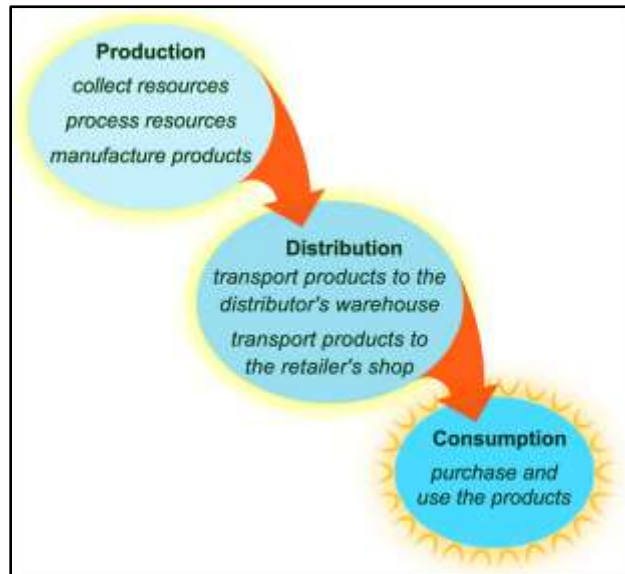 Production
collect resources
process resources
manufacture products
Distribution
transport products to the
distributor's warehouse
transport products to
the retailer's shop
Consumption
purchase and
use the products